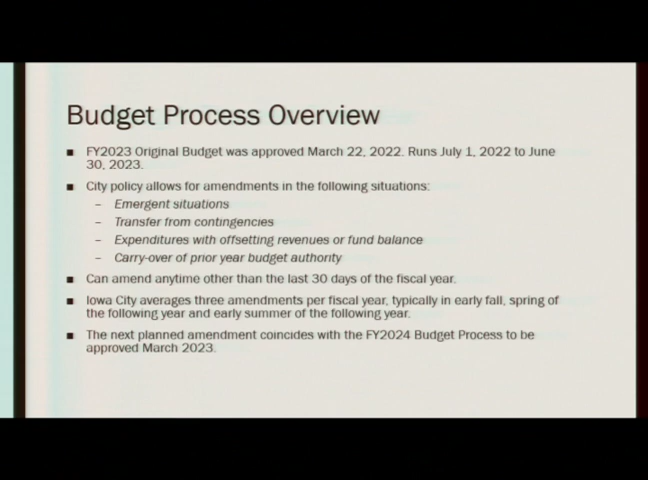 Budget Process Overview
■ FY2023 Original Budget was approved March 22, 2022. Runs July 1, 2022 to June
30, 2023.
■ City policy allows for amendments in the following situations:
– Emergent situations
– Transfer from contingencies
– Expenditures with offsetting revenues or fund balance
– Carry-over of prior year budget authority
■ Can amend anytime other than the last 30 days of the fiscal year.
■ Iowa City averages three amendments per fiscal year, typically in early fall, spring of
the following year and early summer of the following year.
■ The next planned amendment coincides with the FY2024 Budget Process to be
approved March 2023.